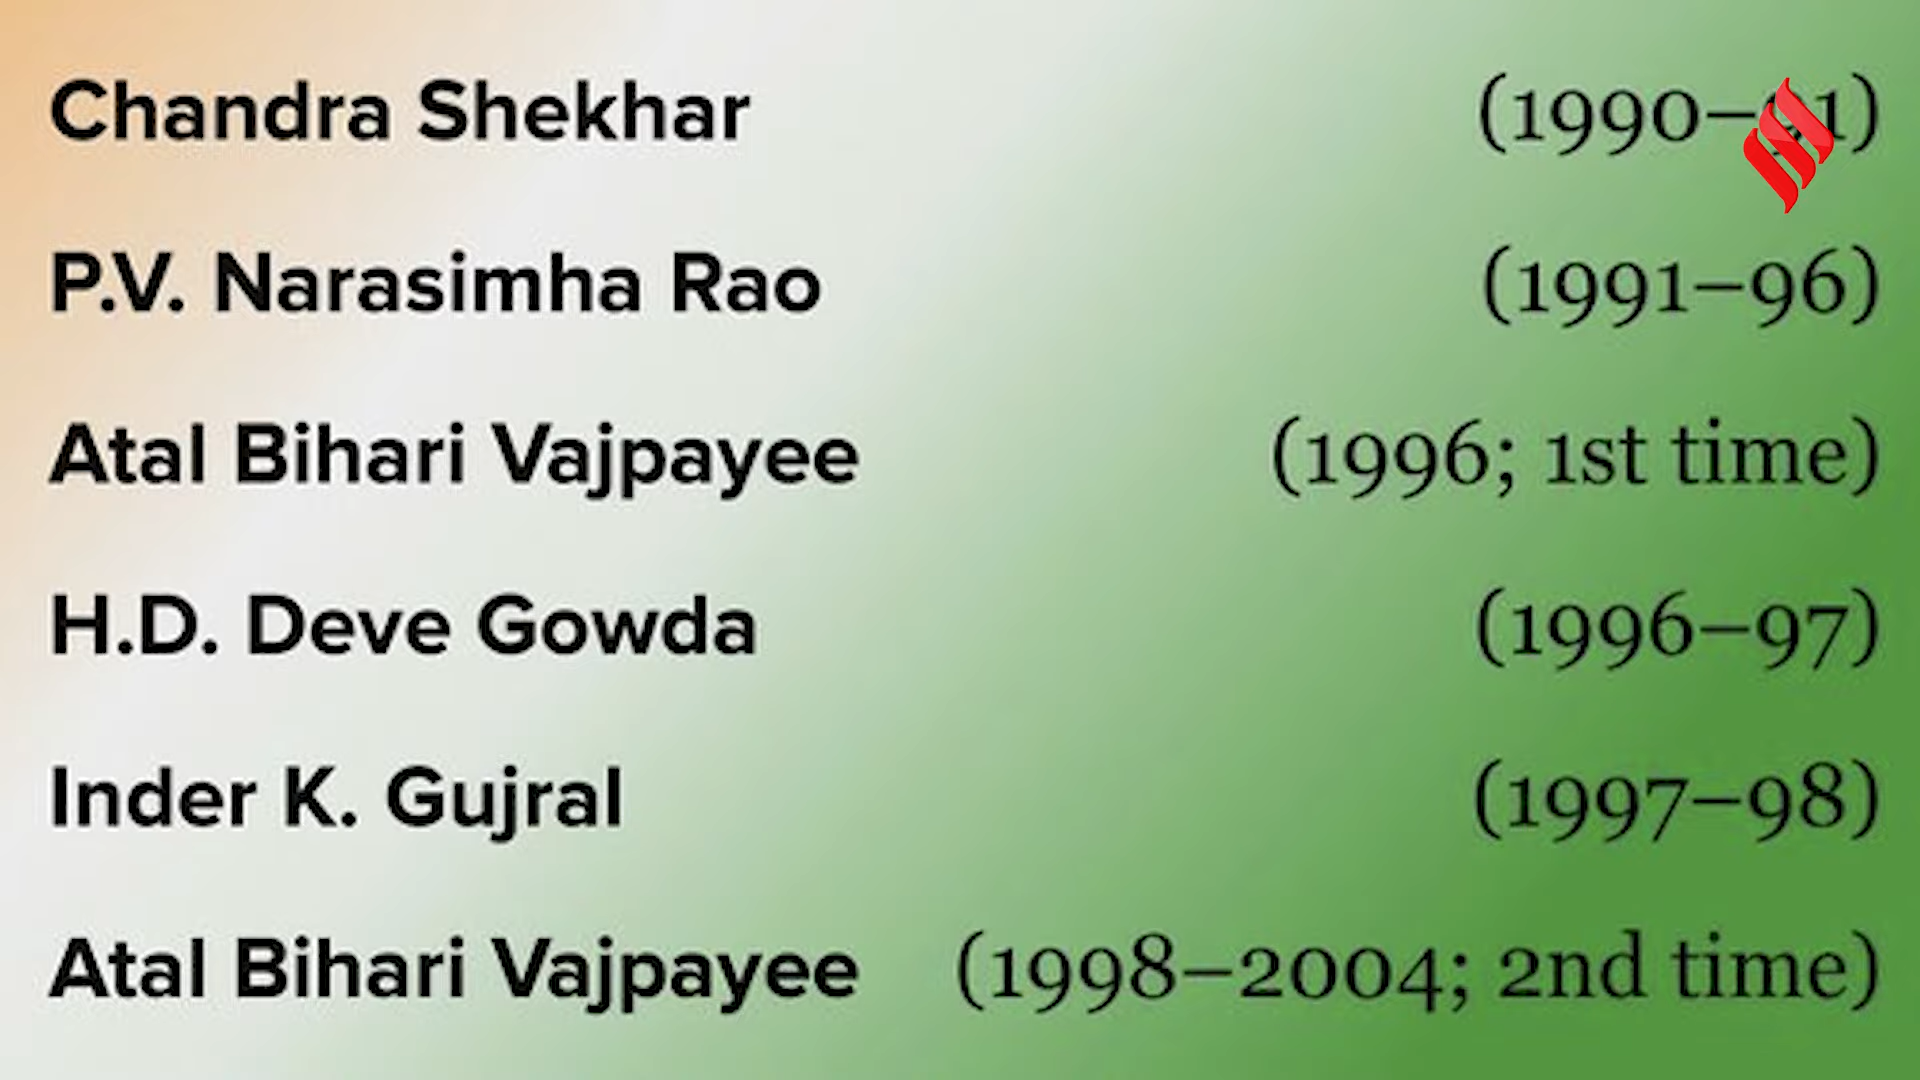 Chandra Shekhar (1990–91)
P.V. Narasimha Rao (1991–96)
Atal Bihari Vajpayee (1996; 1st time)
H.D. Deve Gowda (1996–97)
Inder K. Gujral (1997–98)
Atal Bihari Vajpayee (1998–2004; 2nd time)